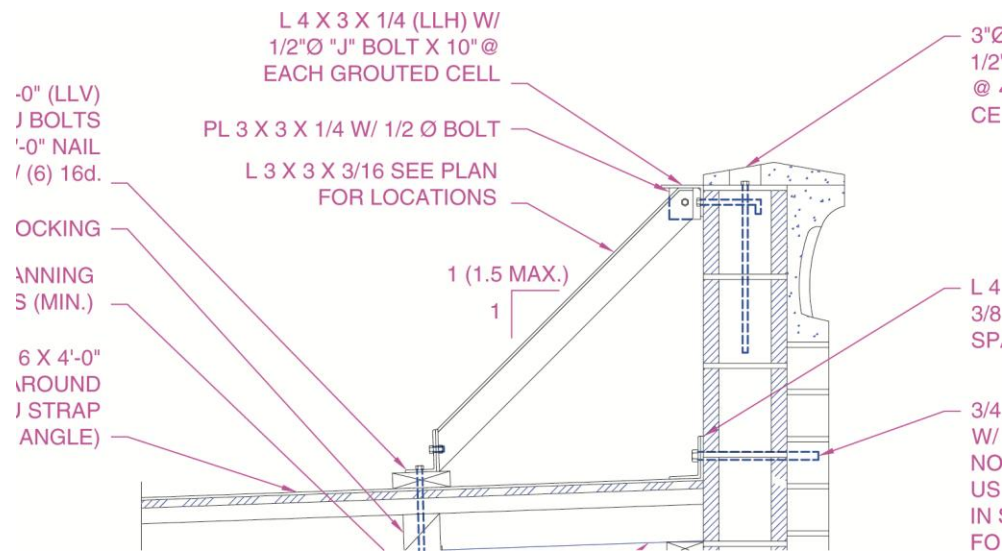 L 4 X 3 X 1/4 (LLH) W/
1/2"Ø "J" BOLT X 10" @
EACH GROUTED CELL
PL 3 X 3 X 1/4 W/ 1/2 Ø BOLT
L 3 X 3 X 3/16 SEE PLAN
FOR LOCATIONS
-0" (LLV)
J BOLTS
'-0" NAIL
/ (6) 16d.
OCKING
ANNING
S (MIN.)
6 X 4'-0"
AROUND
J STRAP
ANGLE)
1 (1.5 MAX.)
1
3"Ø
1/2"
@ 4
CE
L 4
3/8
SPA
3/4
W/
NO
US
IN S
FO